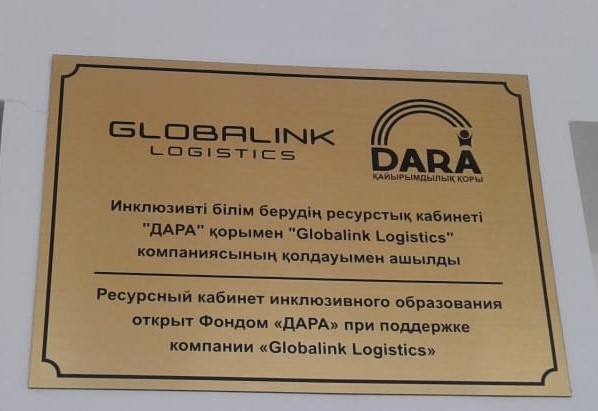 GLOBALINK
LOGISTICS
DARA
ҚАЙЫРЫМДЫЛЫҚ ҚОРЫ
Инклюзивті білім берудің ресурстық кабинеті
"ДАРА" қорымен "Globalink Logistics"
компаниясының қолдауымен ашылды
Ресурсный кабинет инклюзивного образования
открыт Фондом «ДАРА» при поддержке
компании «Globalink Logistics»